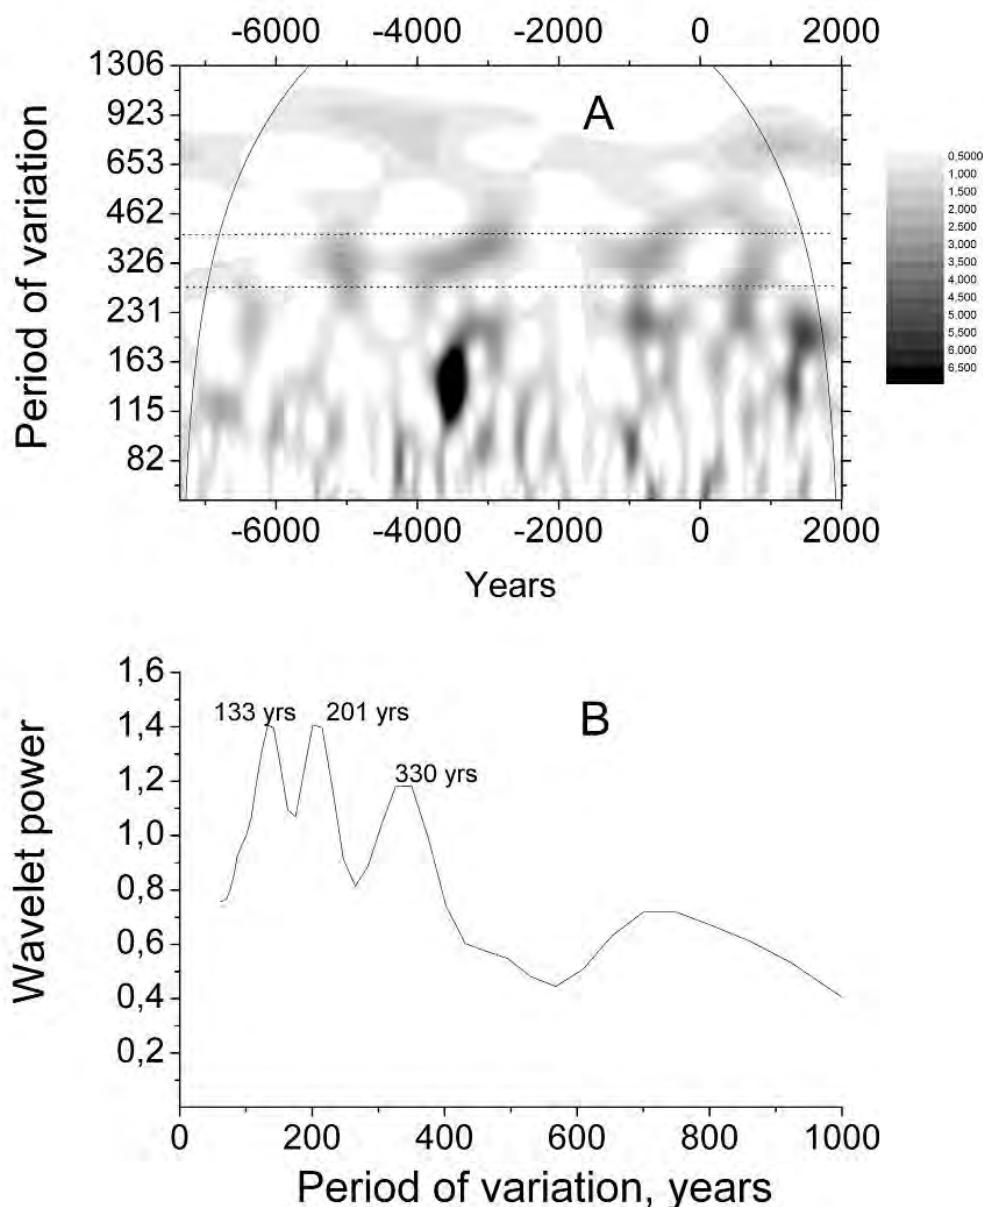 -6000 -4000 -2000 0 2000
1306
923
653
462
326
231
163
115
82
Period of variation
A
0,5000
1,000
1,500
2,000
2,500
3,000
3,500
4,000
4,500
5,000
5,500
6,000
6,500
-6000 -4000 -2000 0 2000
Years
1,6
1,4
1,2
1,0
0,8
0,6
0,4
0,2
Wavelet power
133 yrs
201 yrs
330 yrs
B
0 200 400 600 800 1000
Period of variation, years